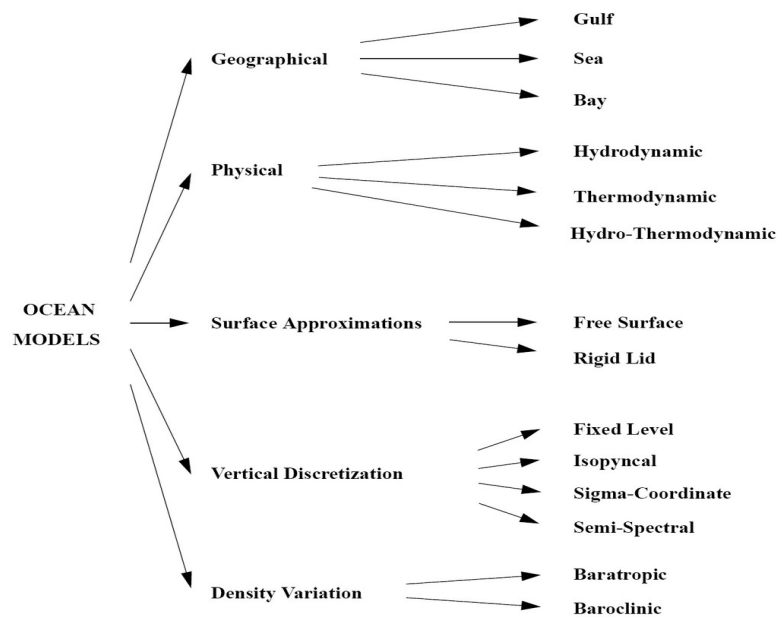 OCEAN
MODELS
Geographical
Gulf
Sea
Bay
Physical
Hydrodynamic
Thermodynamic
Hydro-Thermodynamic
Surface Approximations
Free Surface
Rigid Lid
Vertical Discretization
Fixed Level
Isopyncal
Sigma-Coordinate
Semi-Spectral
Density Variation
Baratropic
Baroclinic